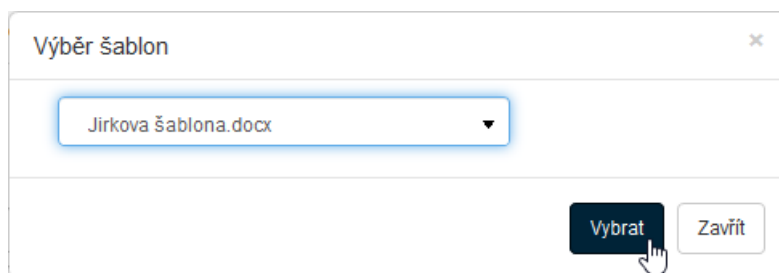 Výběr šablon
×
Jirkova šablona.docx
Vybrat
Zavřít